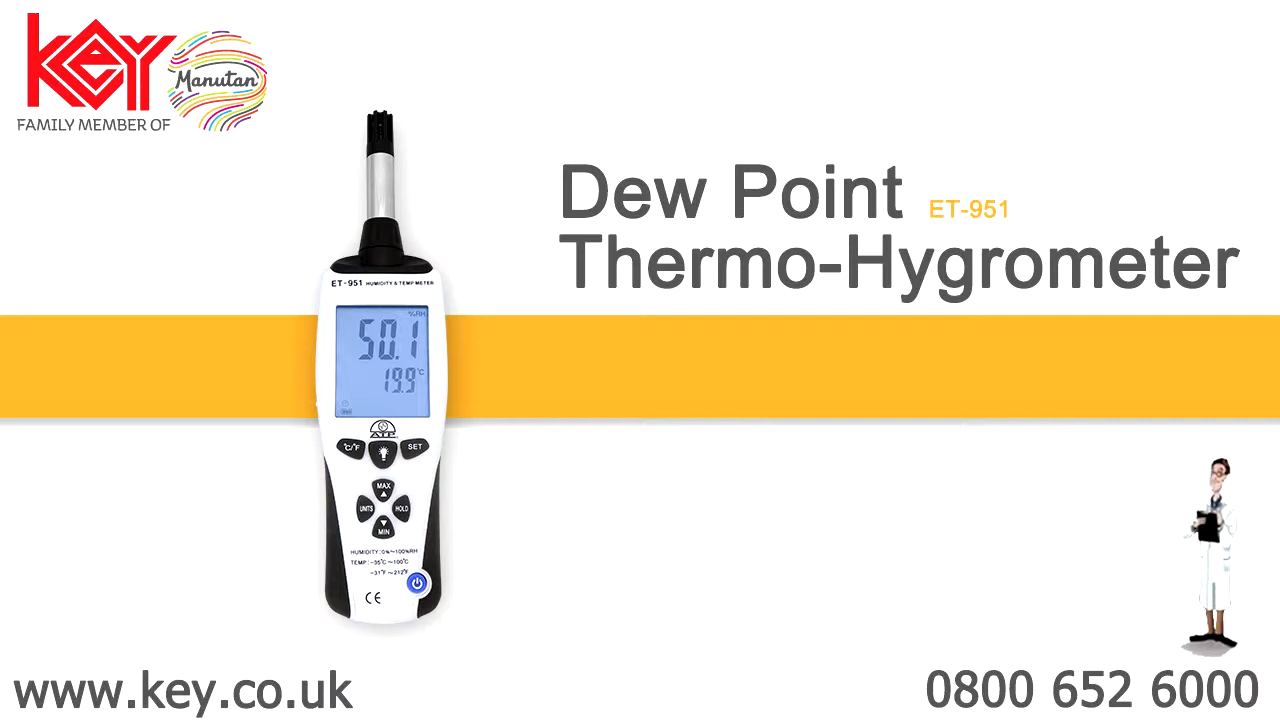 KEY
Manutan
FAMILY MEMBER OF
Dew Point ET-951
Thermo-Hygrometer
ET-951 HUMIDITY & TEMP METER
%RH
50.1
19.9 °C
ATP
°C/°F
SET
MAX
UNITS
HOLD
MIN
HUMIDITY:0%~100%RH
TEMP:-35°C~100°C
-31°F~212°F
CE
www.key.co.uk
0800 652 6000